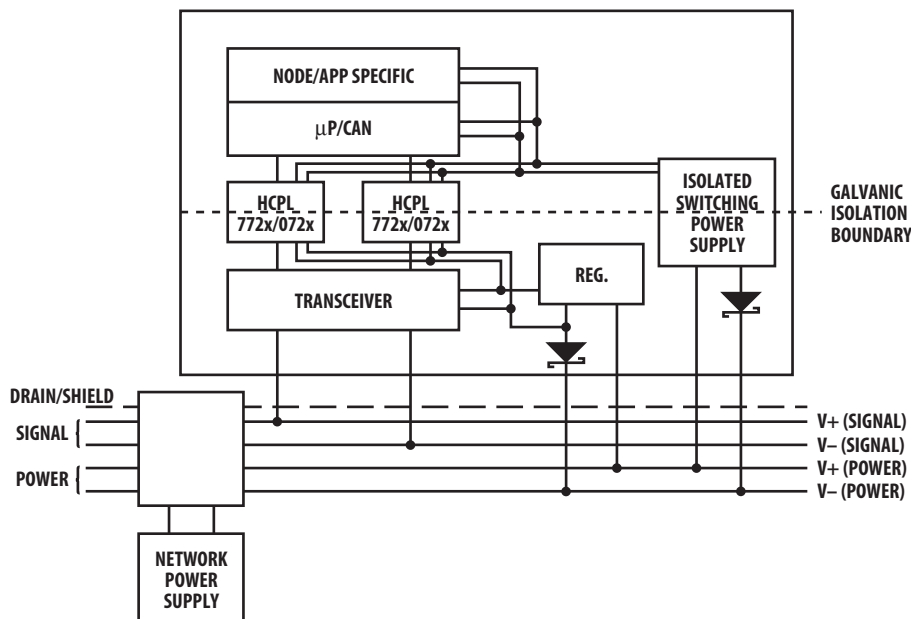 NODE/APP SPECIFIC
μP/CAN
HCPL
772x/072x
HCPL
772x/072x
ISOLATED
SWITCHING
POWER
SUPPLY
GALVANIC
ISOLATION
BOUNDARY
TRANSCEIVER
REG.
DRAIN/SHIELD
SIGNAL
POWER
V+ (SIGNAL)
V– (SIGNAL)
V+ (POWER)
V– (POWER)
NETWORK
POWER
SUPPLY